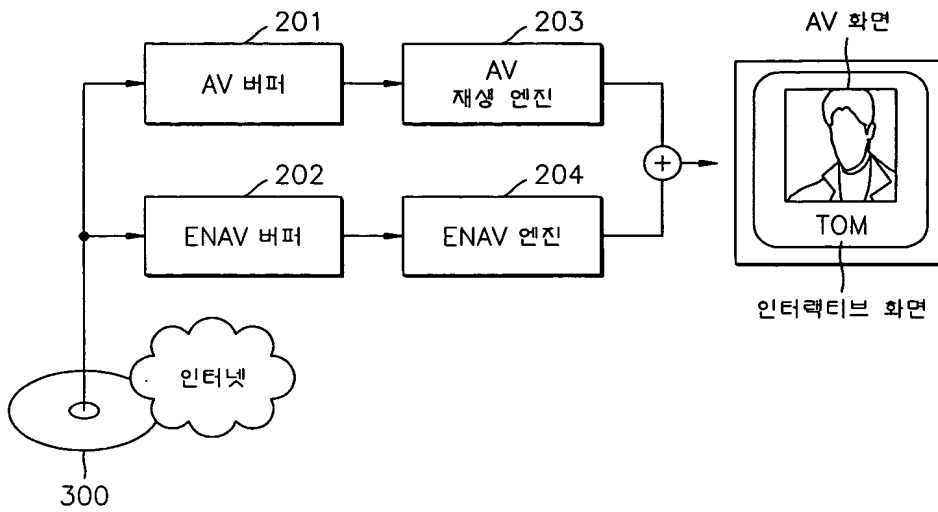 201
AV 버퍼
203
AV
재생 엔진
AV 화면
202
ENAV 버퍼
204
ENAV 엔진
+
TOM
인터랙티브 화면
인터넷
300